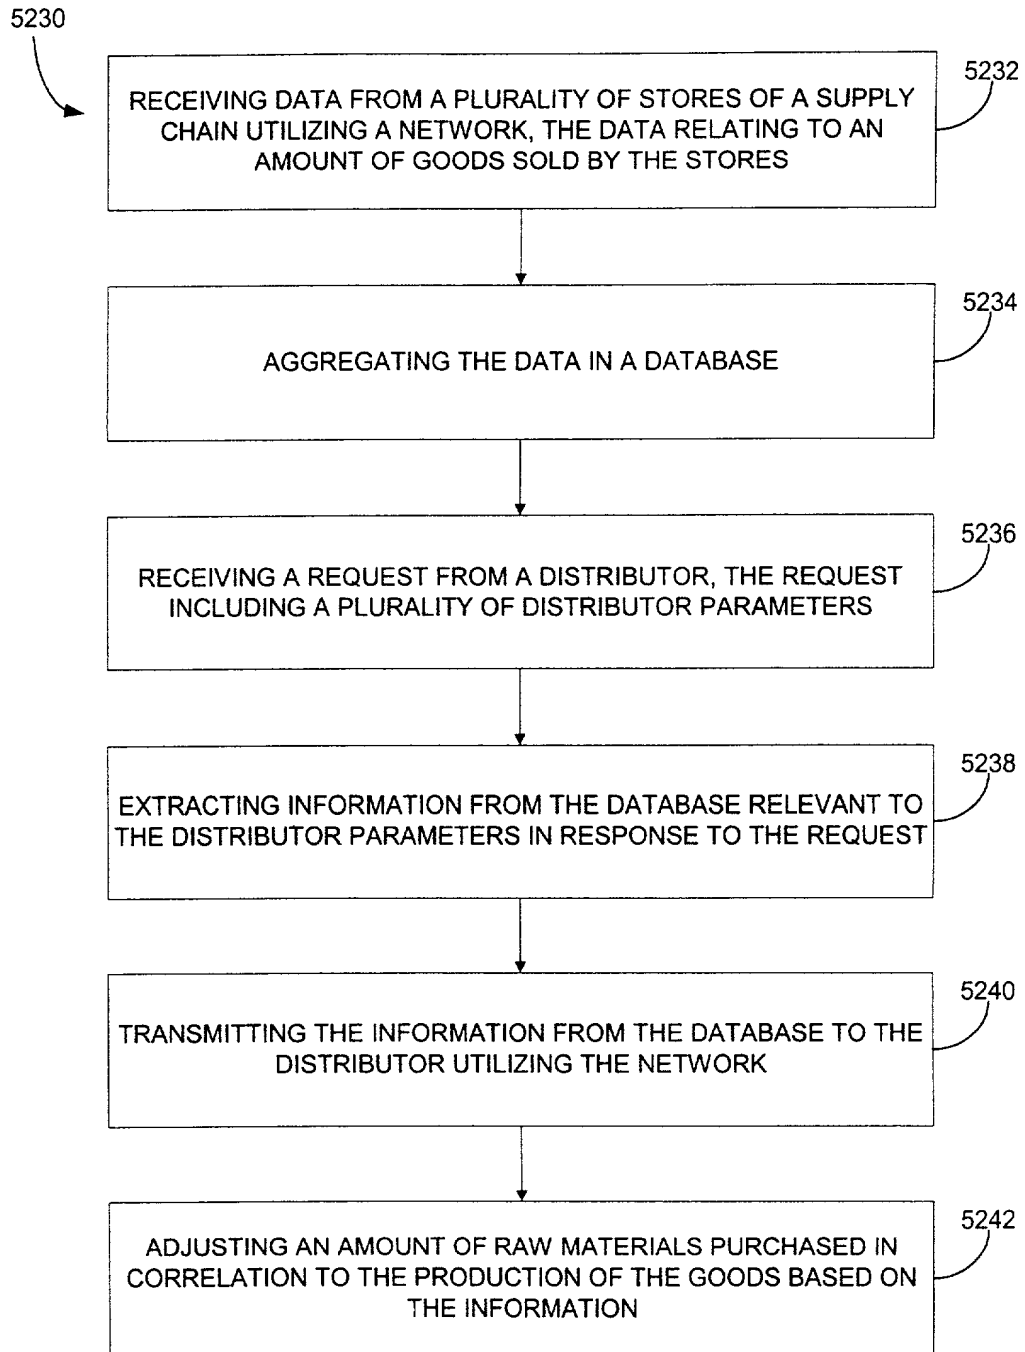 5230
5232
RECEIVING DATA FROM A PLURALITY OF STORES OF A SUPPLY
CHAIN UTILIZING A NETWORK, THE DATA RELATING TO AN
AMOUNT OF GOODS SOLD BY THE STORES
5234
AGGREGATING THE DATA IN A DATABASE
5236
RECEIVING A REQUEST FROM A DISTRIBUTOR, THE REQUEST
INCLUDING A PLURALITY OF DISTRIBUTOR PARAMETERS
5238
EXTRACTING INFORMATION FROM THE DATABASE RELEVANT TO
THE DISTRIBUTOR PARAMETERS IN RESPONSE TO THE REQUEST
5240
TRANSMITTING THE INFORMATION FROM THE DATABASE TO THE
DISTRIBUTOR UTILIZING THE NETWORK
5242
ADJUSTING AN AMOUNT OF RAW MATERIALS PURCHASED IN
CORRELATION TO THE PRODUCTION OF THE GOODS BASED ON
THE INFORMATION